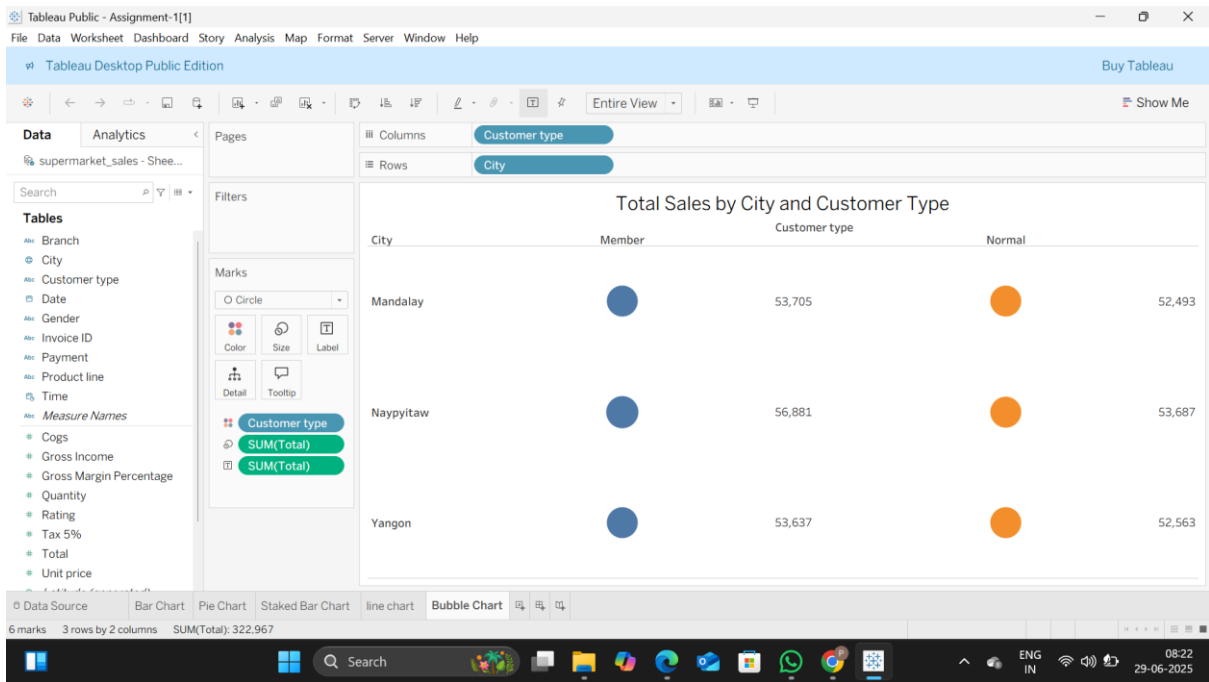 Tableau Public - Assignment-1[1]
File Data Worksheet Dashboard Story Analysis Map Format Server Window Help
Tableau Desktop Public Edition
Buy Tableau
Entire View
Show Me
Data Analytics
supermarket_sales - Shee...
Search
Tables
Abc Branch
City
Abc Customer type
Date
Abc Gender
Abc Invoice ID
Abc Payment
Abc Product line
Time
Abc Measure Names
# Cogs
# Gross Income
# Gross Margin Percentage
# Quantity
# Rating
# Tax 5%
# Total
# Unit price
Pages
Filters
Marks
Circle
Color Size Label
Detail Tooltip
Customer type
SUM(Total)
SUM(Total)
Columns Customer type
Rows City
Total Sales by City and Customer Type
Customer type
City Member Normal
Mandalay 53,705 52,493
Naypyitaw 56,881 53,687
Yangon 53,637 52,563
Data Source Bar Chart Pie Chart Staked Bar Chart line chart Bubble Chart
6 marks 3 rows by 2 columns SUM(Total): 322,967
Search
ENG
IN
08:22
29-06-2025